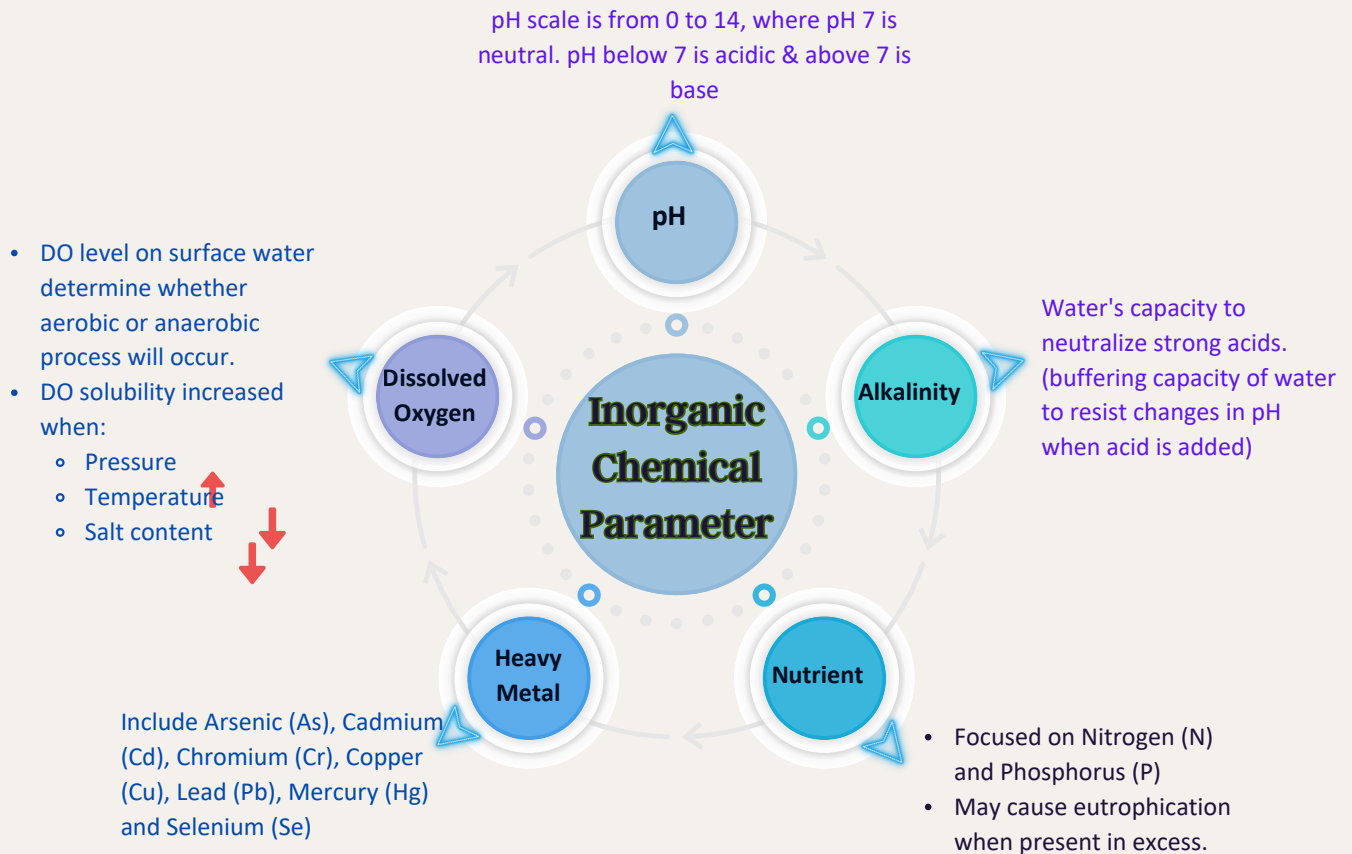 pH scale is from 0 to 14, where pH 7 is
neutral. pH below 7 is acidic & above 7 is
base
pH
• DO level on surface water
determine whether
aerobic or anaerobic
process will occur.
• DO solubility increased
when:
Pressure
Temperature
Salt content
Dissolved
Oxygen
Inorganic
Chemical
Parameter
Alkalinity
Water's capacity to
neutralize strong acids.
(buffering capacity of water
to resist changes in pH
when acid is added)
Heavy
Metal
Include Arsenic (As), Cadmium
(Cd), Chromium (Cr), Copper
(Cu), Lead (Pb), Mercury (Hg)
and Selenium (Se)
Nutrient
• Focused on Nitrogen (N)
and Phosphorus (P)
• May cause eutrophication
when present in excess.